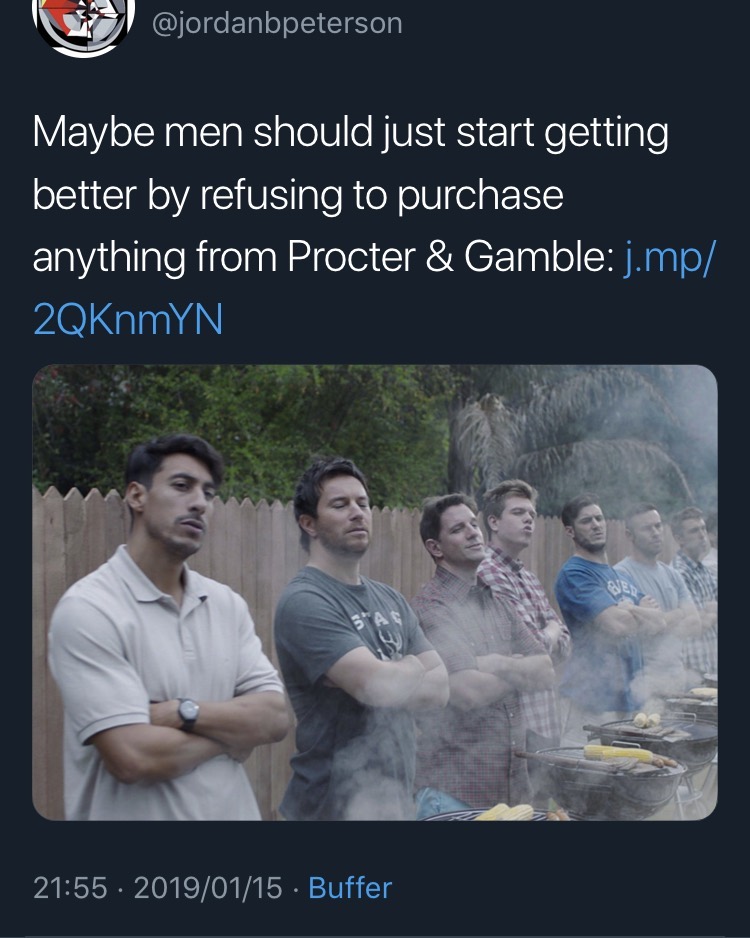 @jordanbpeterson
Maybe men should just start getting
better by refusing to purchase
anything from Procter & Gamble: j.mp/
2QKnmYN
STAG
21:55 · 2019/01/15 · Buffer